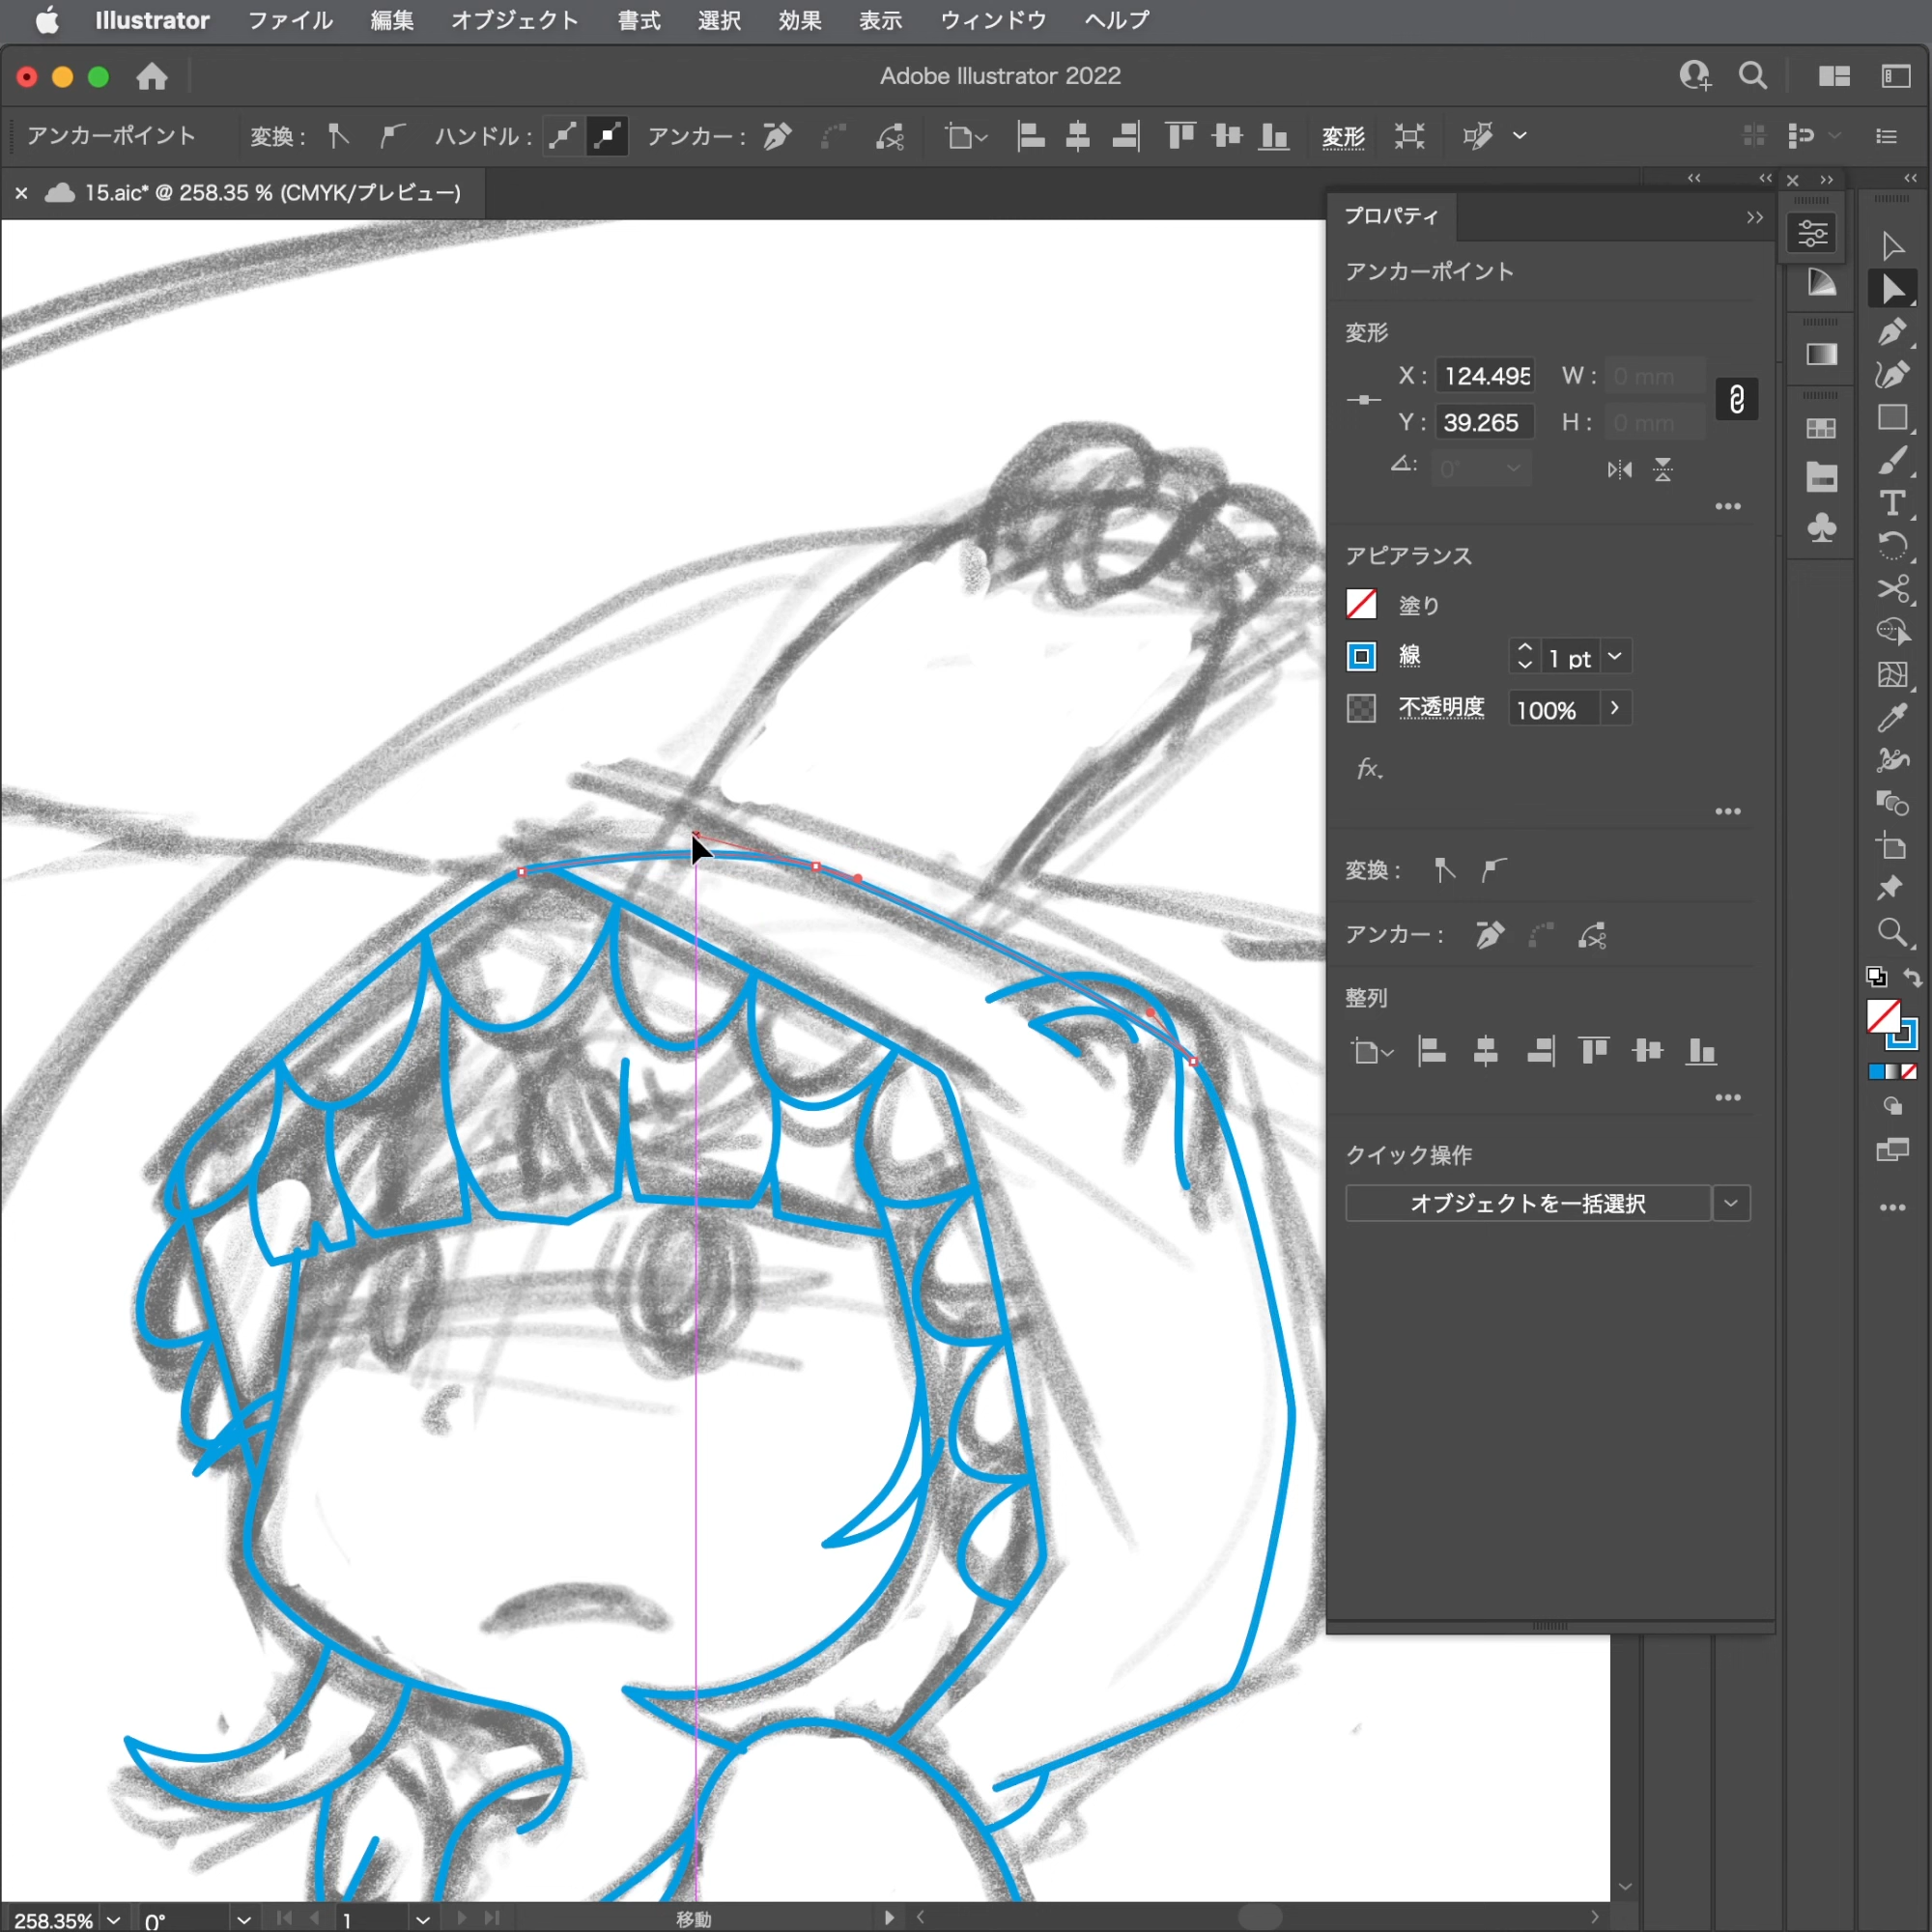 Illustrator ファイル 編集 オブジェクト 書式 選択 効果 表示 ウィンドウ ヘルプ
Adobe Illustrator 2022
アンカーポイント 変換： ハンドル： アンカー： 変形
15.aic* @ 258.35 % (CMYK/プレビュー)
プロパティ
アンカーポイント
変形
X： 124.495 W： 0 mm
Y： 39.265 H： 0 mm
0°
アピアランス
塗り
線 1 pt
不透明度 100%
fx.
変換：
アンカー：
整列
クイック操作
オブジェクトを一括選択
258.35% 0° 1 移動